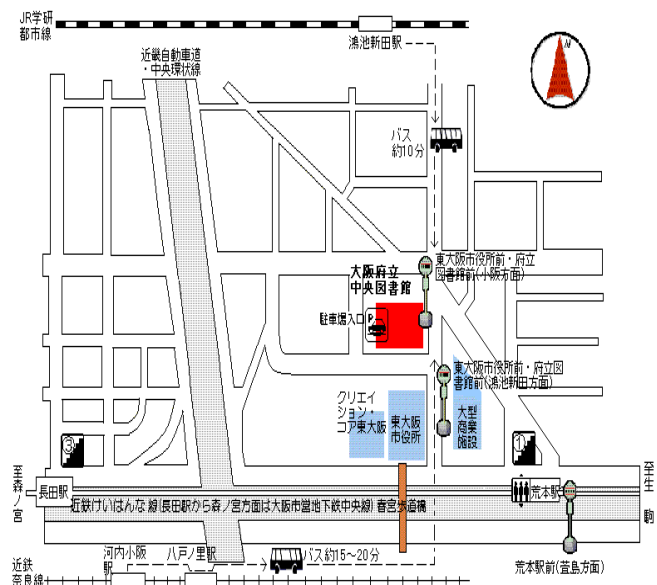 JR学研
都市線
鴻池新田駅
近畿自動車道
・中央環状線
N
バス
約10分
大阪府立
中央図書館
東大阪市役所前・府立
図書館前(小阪方面)
駐車場入口
P
東大阪市役所前・府立図
書館前(鴻池新田方面)
クリエイ
ション・
コア東大阪
東大阪
市役所
大型
商業
施設
③
①
至森ノ宮
長田駅
荒本駅
至生駒
近鉄けいはんな線(長田駅から森ノ宮方面は大阪市営地下鉄中央線)
春宮歩道橋
近鉄
奈良線
河内小阪
駅
八戸ノ里駅
バス約15～20分
荒本駅前(萱島方面)